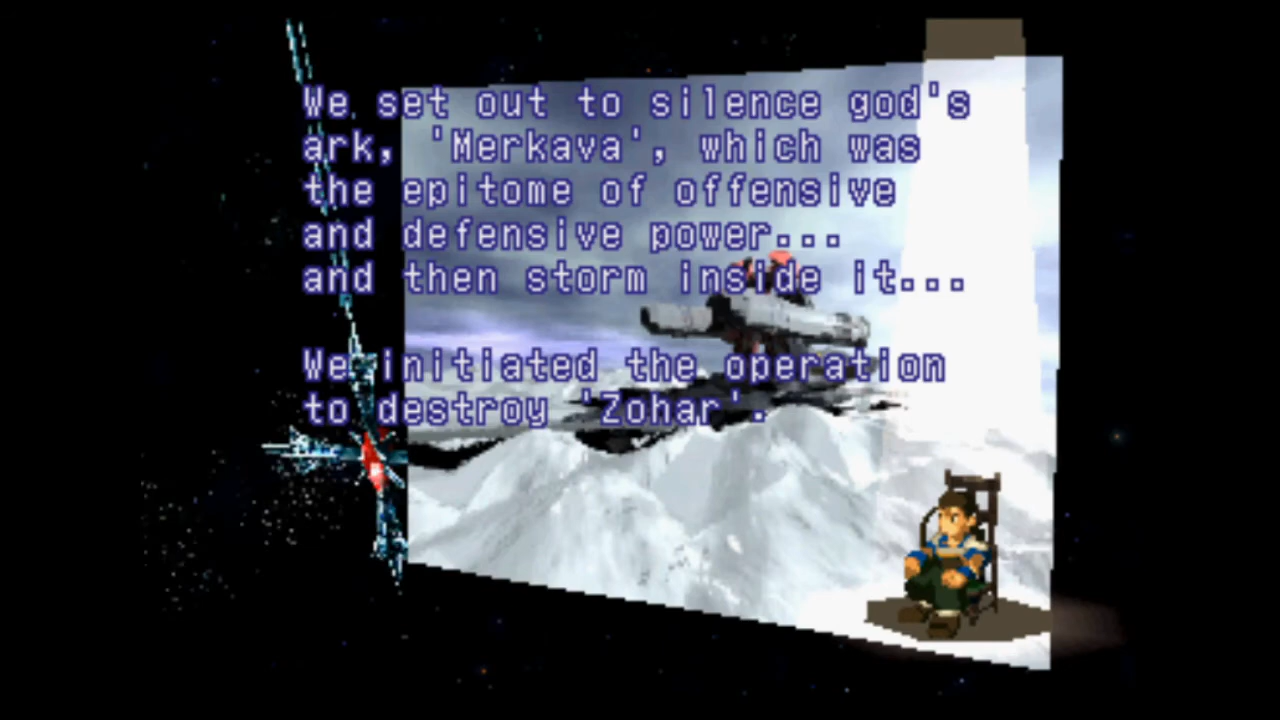 We set out to silence god's
ark, 'Merkava', which was
the epitome of offensive
and defensive power...
and then storm inside it...
We initiated the operation
to destroy 'Zohar'.